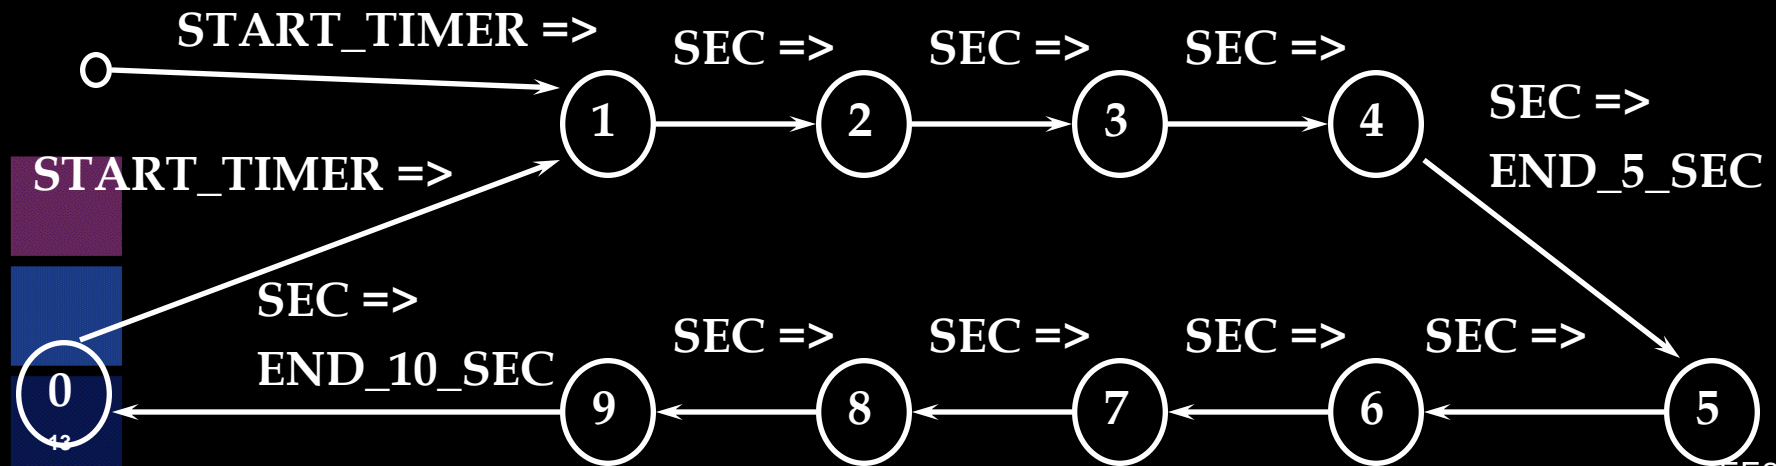 START_TIMER =>
SEC => SEC => SEC =>
SEC =>
END_5_SEC
1 2 3 4
START_TIMER =>
SEC =>
END_10_SEC
SEC => SEC => SEC => SEC =>
0 9 8 7 6 5
13